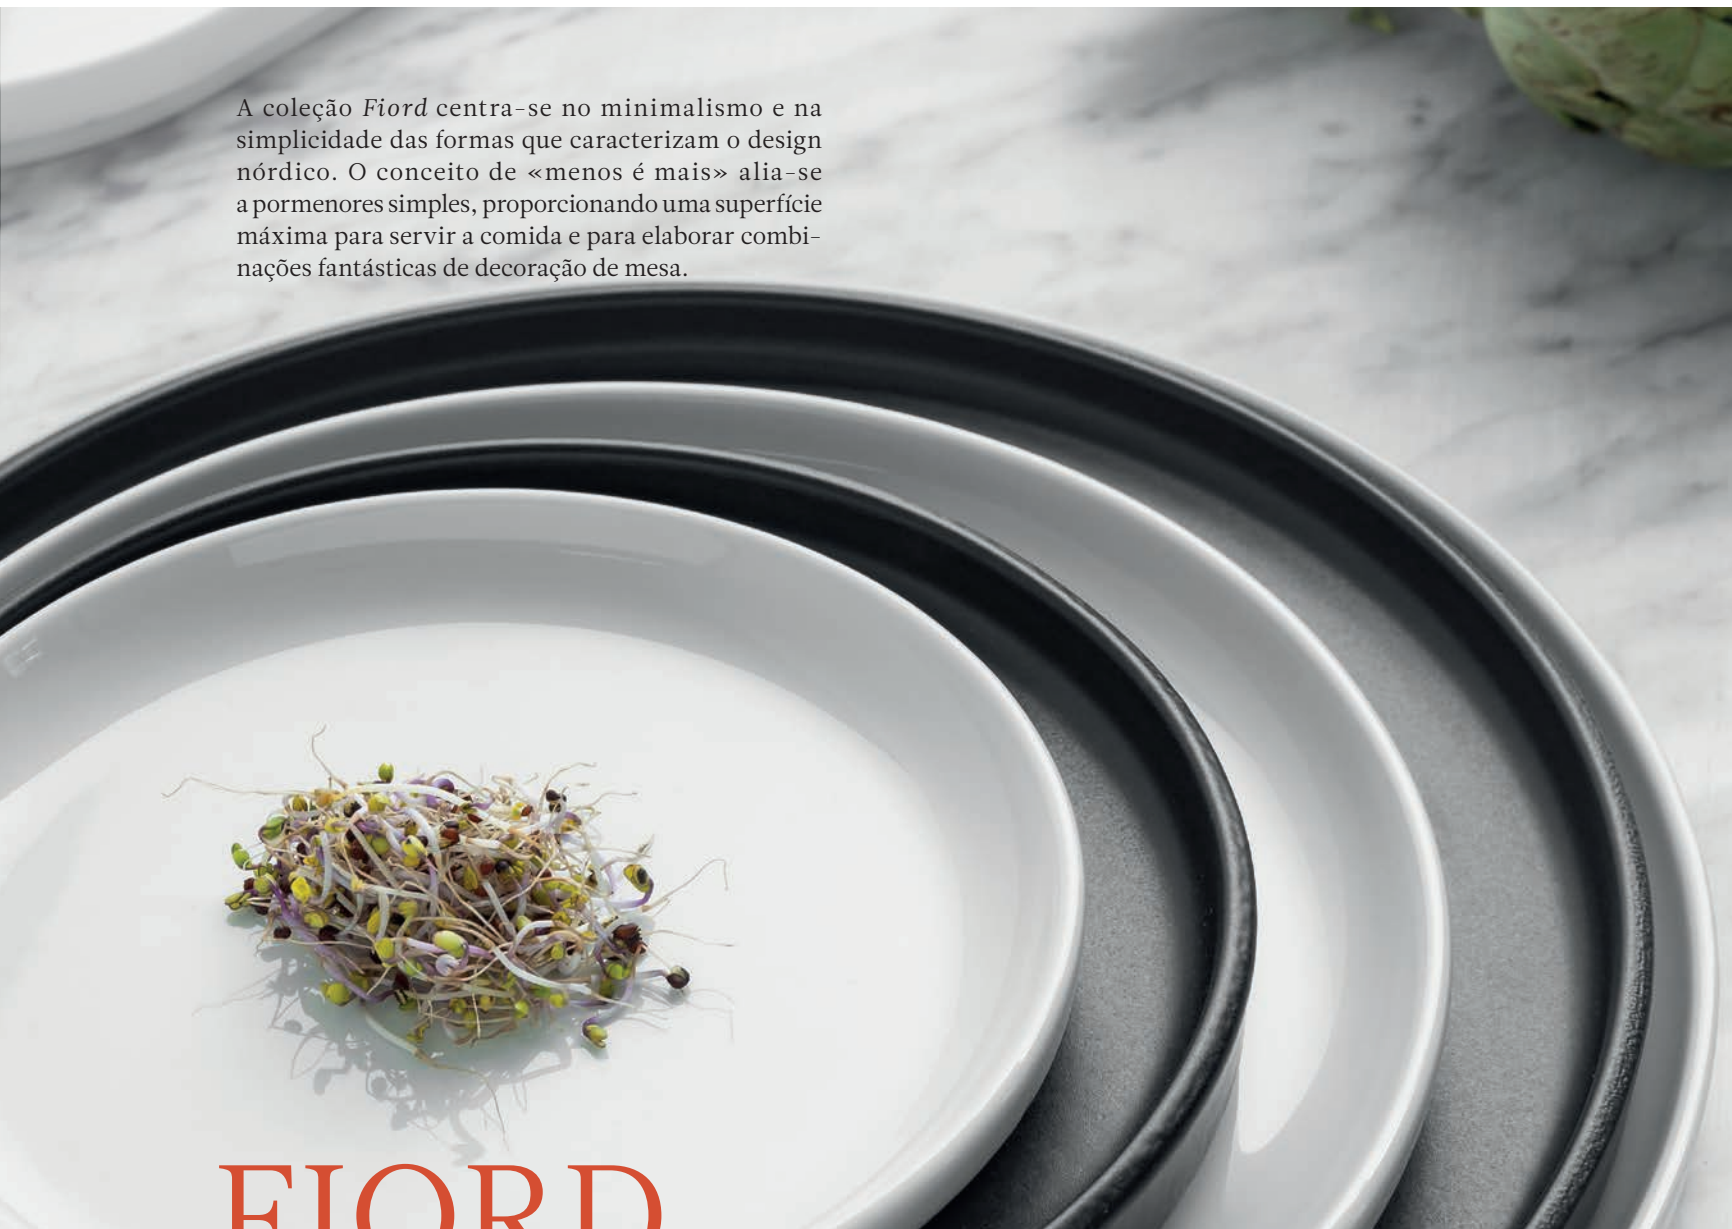 A coleção Fiord centra-se no minimalismo e na
simplicidade das formas que caracterizam o design
nórdico. O conceito de «menos é mais» alia-se
a pormenores simples, proporcionando uma superfície
máxima para servir a comida e para elaborar combi-
nações fantásticas de decoração de mesa.
FIORD